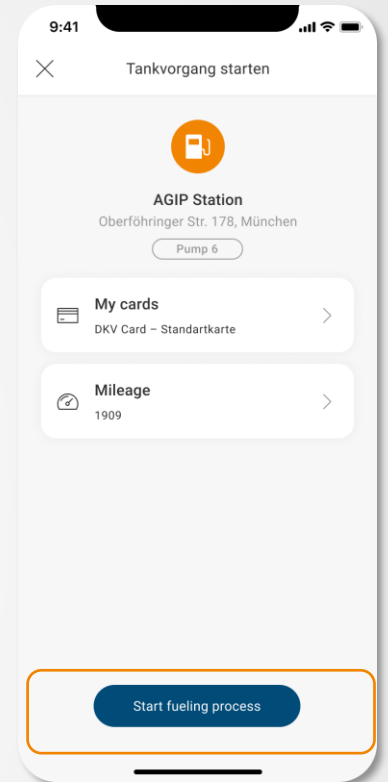 9:41
Tankvorgang starten
AGIP Station
Oberföhringer Str. 178, München
Pump 6
My cards
DKV Card – Standartkarte
Mileage
1909
Start fueling process